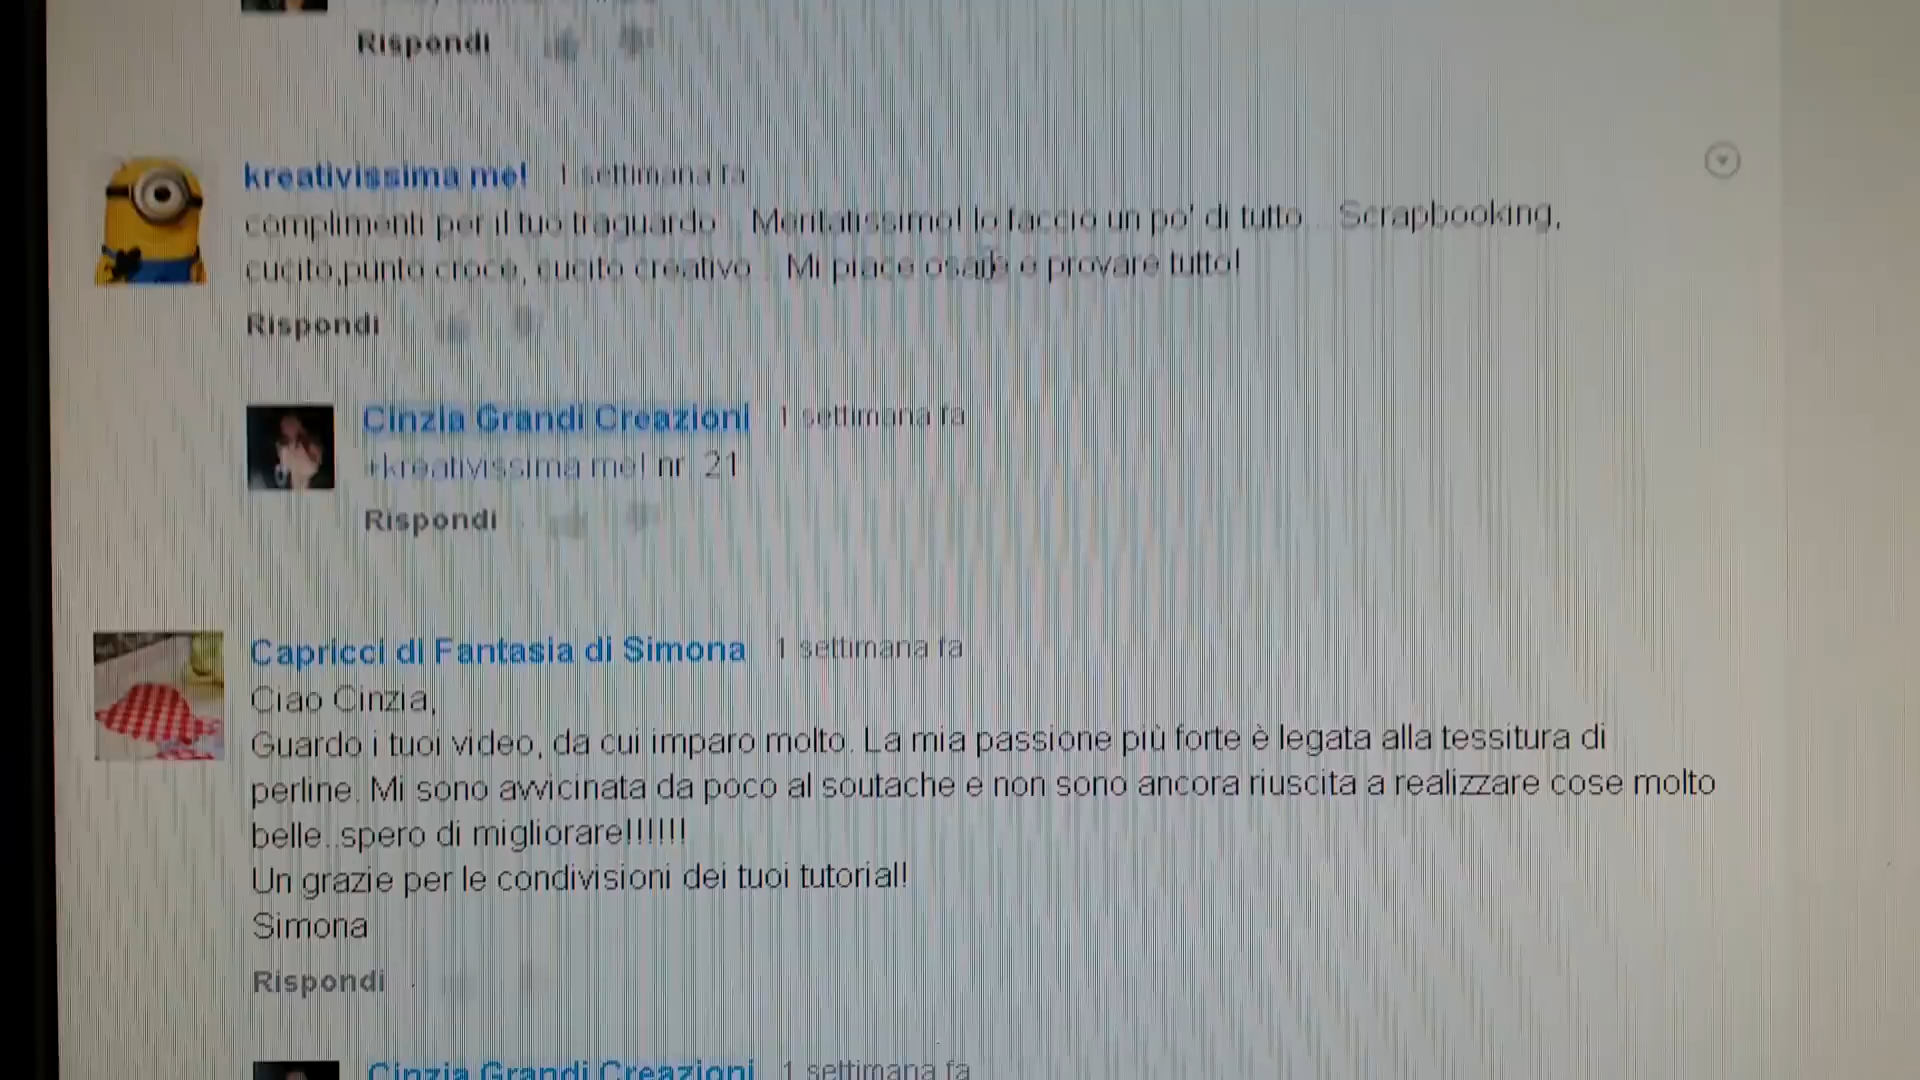 Rispondi
kreativissima me! 1 settimana fa
complimenti per il tuo traguardo.. Meritatissimo! Io faccio un po' di tutto... Scrapbooking,
cucito,punto croce, cucito creativo... Mi piace osare e provare tutto!
Rispondi
Cinzia Grandi Creazioni 1 settimana fa
+kreativissima me! nr. 21
Rispondi
Capricci di Fantasia di Simona 1 settimana fa
Ciao Cinzia,
Guardo i tuoi video, da cui imparo molto. La mia passione più forte è legata alla tessitura di
perline. Mi sono avvicinata da poco al soutache e non sono ancora riuscita a realizzare cose molto
belle..spero di migliorare!!!!!!
Un grazie per le condivisioni dei tuoi tutorial!
Simona
Rispondi
Cinzia Grandi Creazioni 1 settimana fa